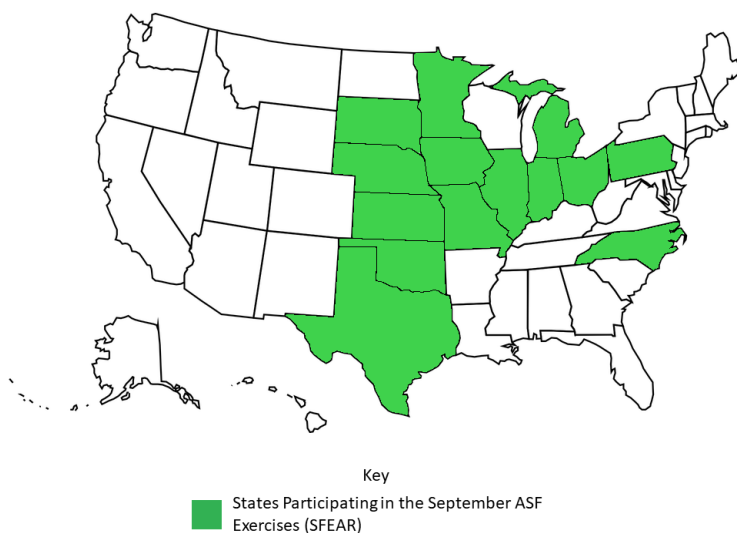 Key
States Participating in the September ASF
Exercises (SFEAR)